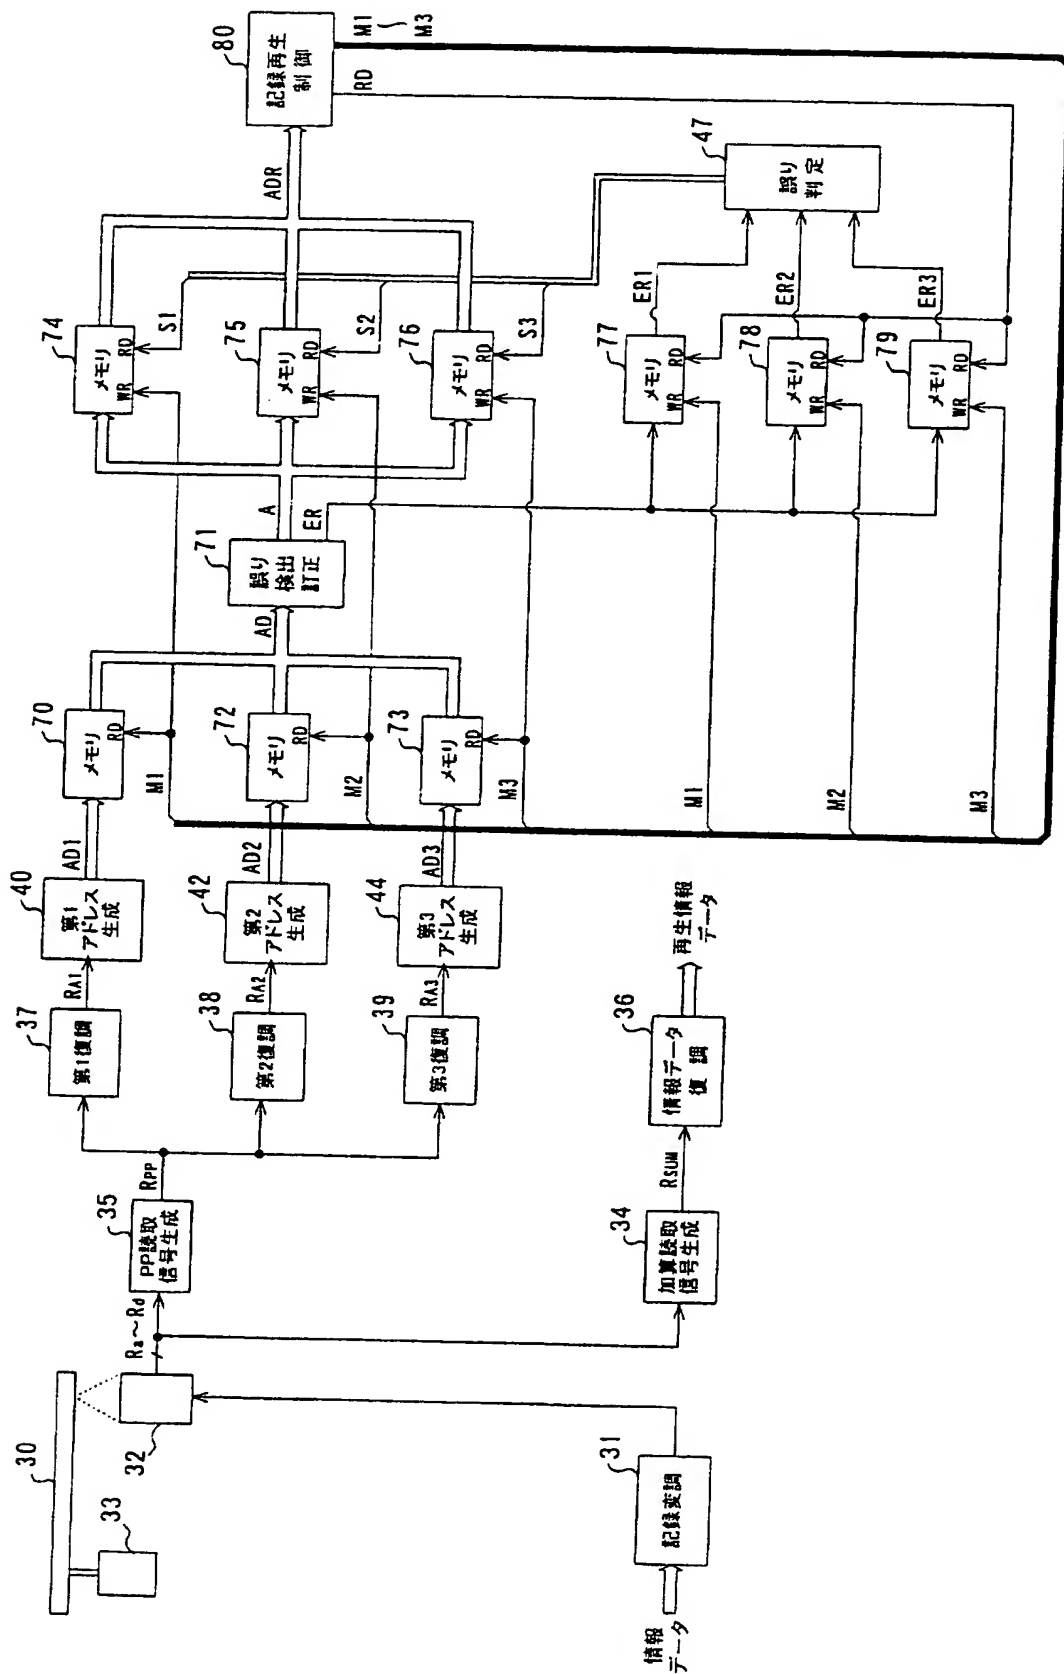 30
33
32
Ra～Rd
35
PP読取
信号生成
RPP
37
第1復調
RA1
40
第1
アドレス
生成
AD1
70
メモリ
RD
M1
38
第2復調
RA2
42
第2
アドレス
生成
AD2
72
メモリ
RD
M2
39
第3復調
RA3
44
第3
アドレス
生成
AD3
73
メモリ
RD
M3
AD
71
誤り
検出
訂正
A
ER
74
メモリ
WR
RD
S1
75
メモリ
WR
RD
S2
76
メモリ
WR
RD
S3
ADR
80
記録再生
制御
M1
～
M3
RD
77
メモリ
WR
RD
ER1
M1
78
メモリ
WR
RD
ER2
M2
79
メモリ
WR
RD
ER3
M3
47
誤り
判定
情報
データ
31
記録変調
34
加算読取
信号生成
RSUM
36
情報データ
復調
再生情報
データ